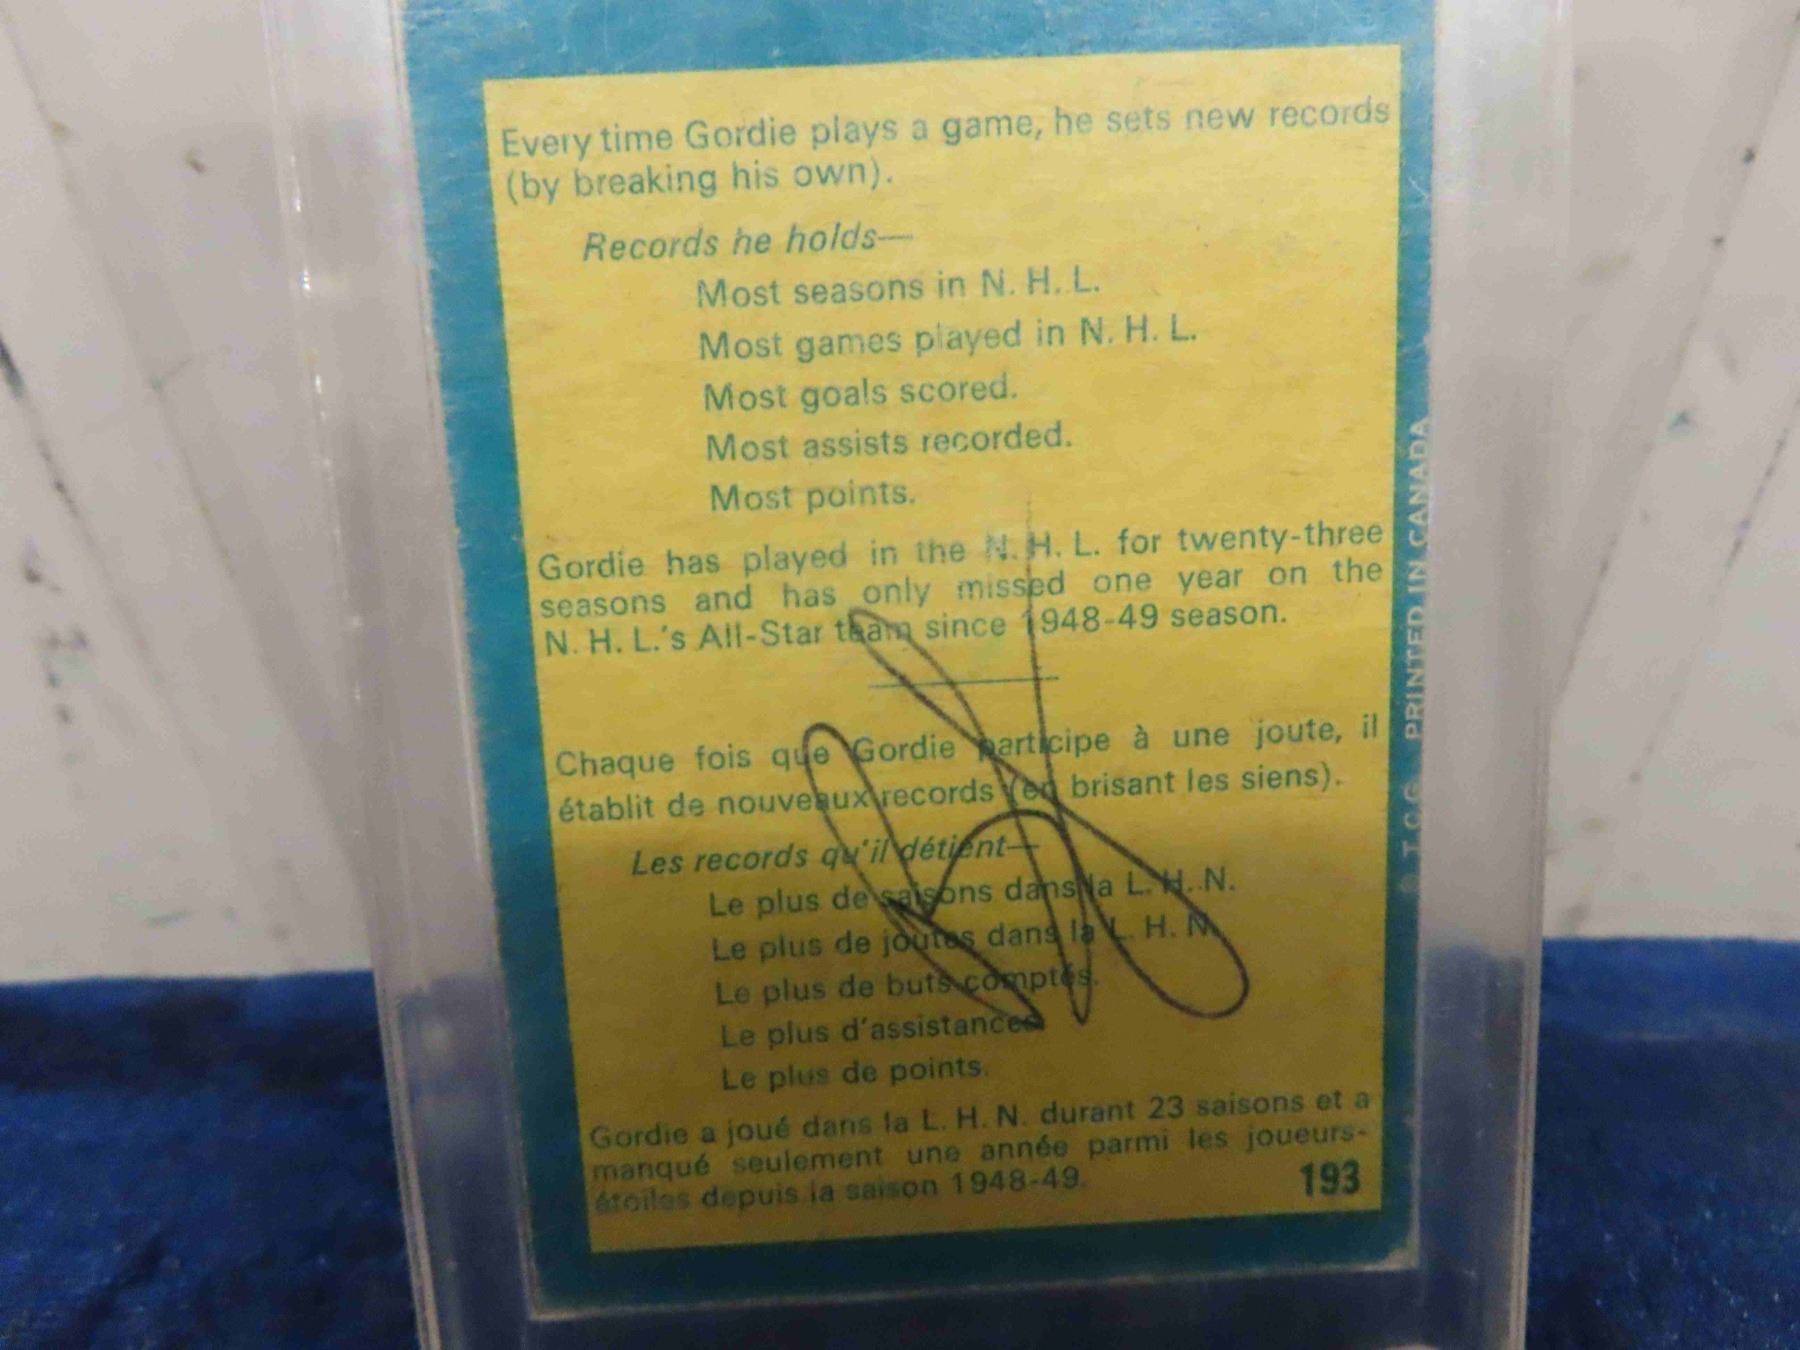 Every time Gordie plays a game, he sets new records
(by breaking his own).
Records he holds—
Most seasons in N. H. L.
Most games played in N. H. L.
Most goals scored.
Most assists recorded.
Most points.
Gordie has played in the N. H. L. for twenty-three
seasons and has only missed one year on the
N. H. L.'s All-Star team since 1948-49 season.
Chaque fois que Gordie participe à une joute, il
établit de nouveaux records (en brisant les siens).
Les records qu'il détient—
Le plus de saisons dans la L. H. N.
Le plus de joutes dans la L. H. N.
Le plus de buts comptés.
Le plus d'assistances
Le plus de points.
Gordie a joué dans la L. H. N. durant 23 saisons et a
manqué seulement une année parmi les joueurs-
étoiles depuis la saison 1948-49.
193
© T.C.G. PRINTED IN CANADA